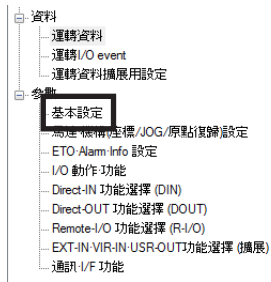 資料
運轉資料
運轉I/O event
運轉資料擴展用設定
參數
基本設定
馬達·機構(座標/JOG/原點復歸)設定
ETO·Alarm·Info 設定
I/O 動作·功能
Direct-IN 功能選擇 (DIN)
Direct-OUT 功能選擇 (DOUT)
Remote-I/O 功能選擇 (R-I/O)
EXT-IN·VIR-IN·USR-OUT功能選擇 (擴展)
通訊·I/F 功能